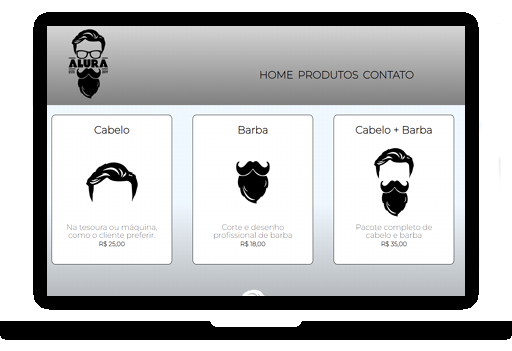 ALURA
HOME PRODUTOS CONTATO
Cabelo
Na tesoura ou máquina,
como o cliente preferir.
R$ 25,00
Barba
Corte e desenho
profissional de barba
R$ 18,00
Cabelo + Barba
Pacote completo de
cabelo e barba
R$ 35,00